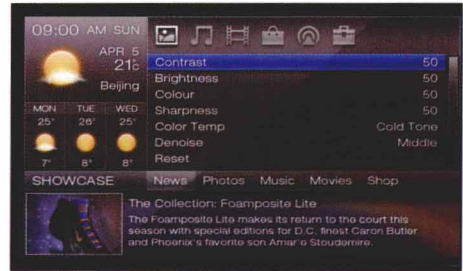 09:00 AM SUN
APR 5
21°c
Beijing
MON TUE WED
25° 26° 25°
7° 8° 8°
Contrast 50
Brightness 50
Colour 50
Sharpness 50
Color Temp Cold Tone
Denoise Middle
Reset
SHOWCASE News Photos Music Movies Shop
The Collection: Foamposite Lite
The Foamposite Lite makes its return to the court this
season with special editions for D.C. finest Caron Butler
and Phoenix's favorite son Amar'e Stoudemire.